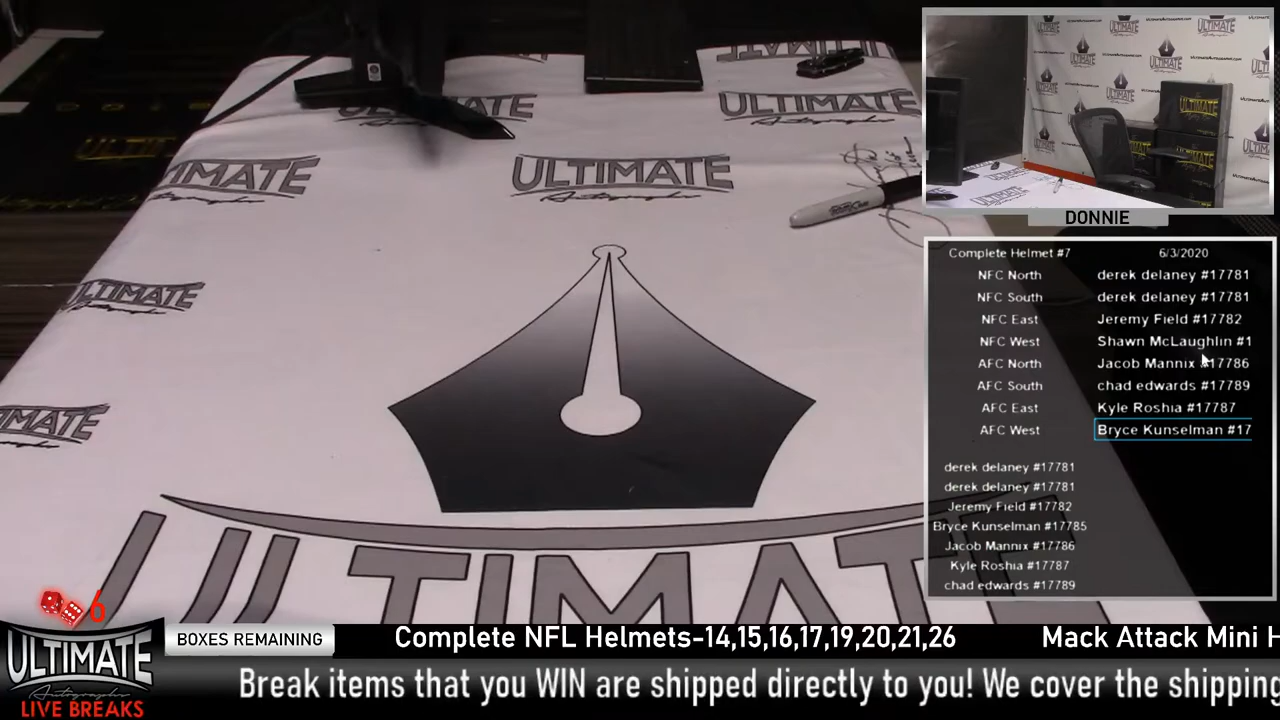 ULTIMATE
ULTIMATE
ULTIMATE
ULTIMATE
Autographs
ULTIMATE
ULTIMATE
ULTIMATE
ULTIMATE
DONNIE
Complete Helmet #7 6/3/2020
NFC North derek delaney #17781
NFC South derek delaney #17781
NFC East Jeremy Field #17782
NFC West Shawn McLaughlin #1
AFC North Jacob Mannix #17786
AFC South chad edwards #17789
AFC East Kyle Roshia #17787
AFC West Bryce Kunselman #17
derek delaney #17781
derek delaney #17781
Jeremy Field #17782
Bryce Kunselman #17785
Jacob Mannix #17786
Kyle Roshia #17787
chad edwards #17789
6
ULTIMATE
Autographs
LIVE BREAKS
BOXES REMAINING
Complete NFL Helmets-14,15,16,17,19,20,21,26 Mack Attack Mini H
Break items that you WIN are shipped directly to you! We cover the shipping